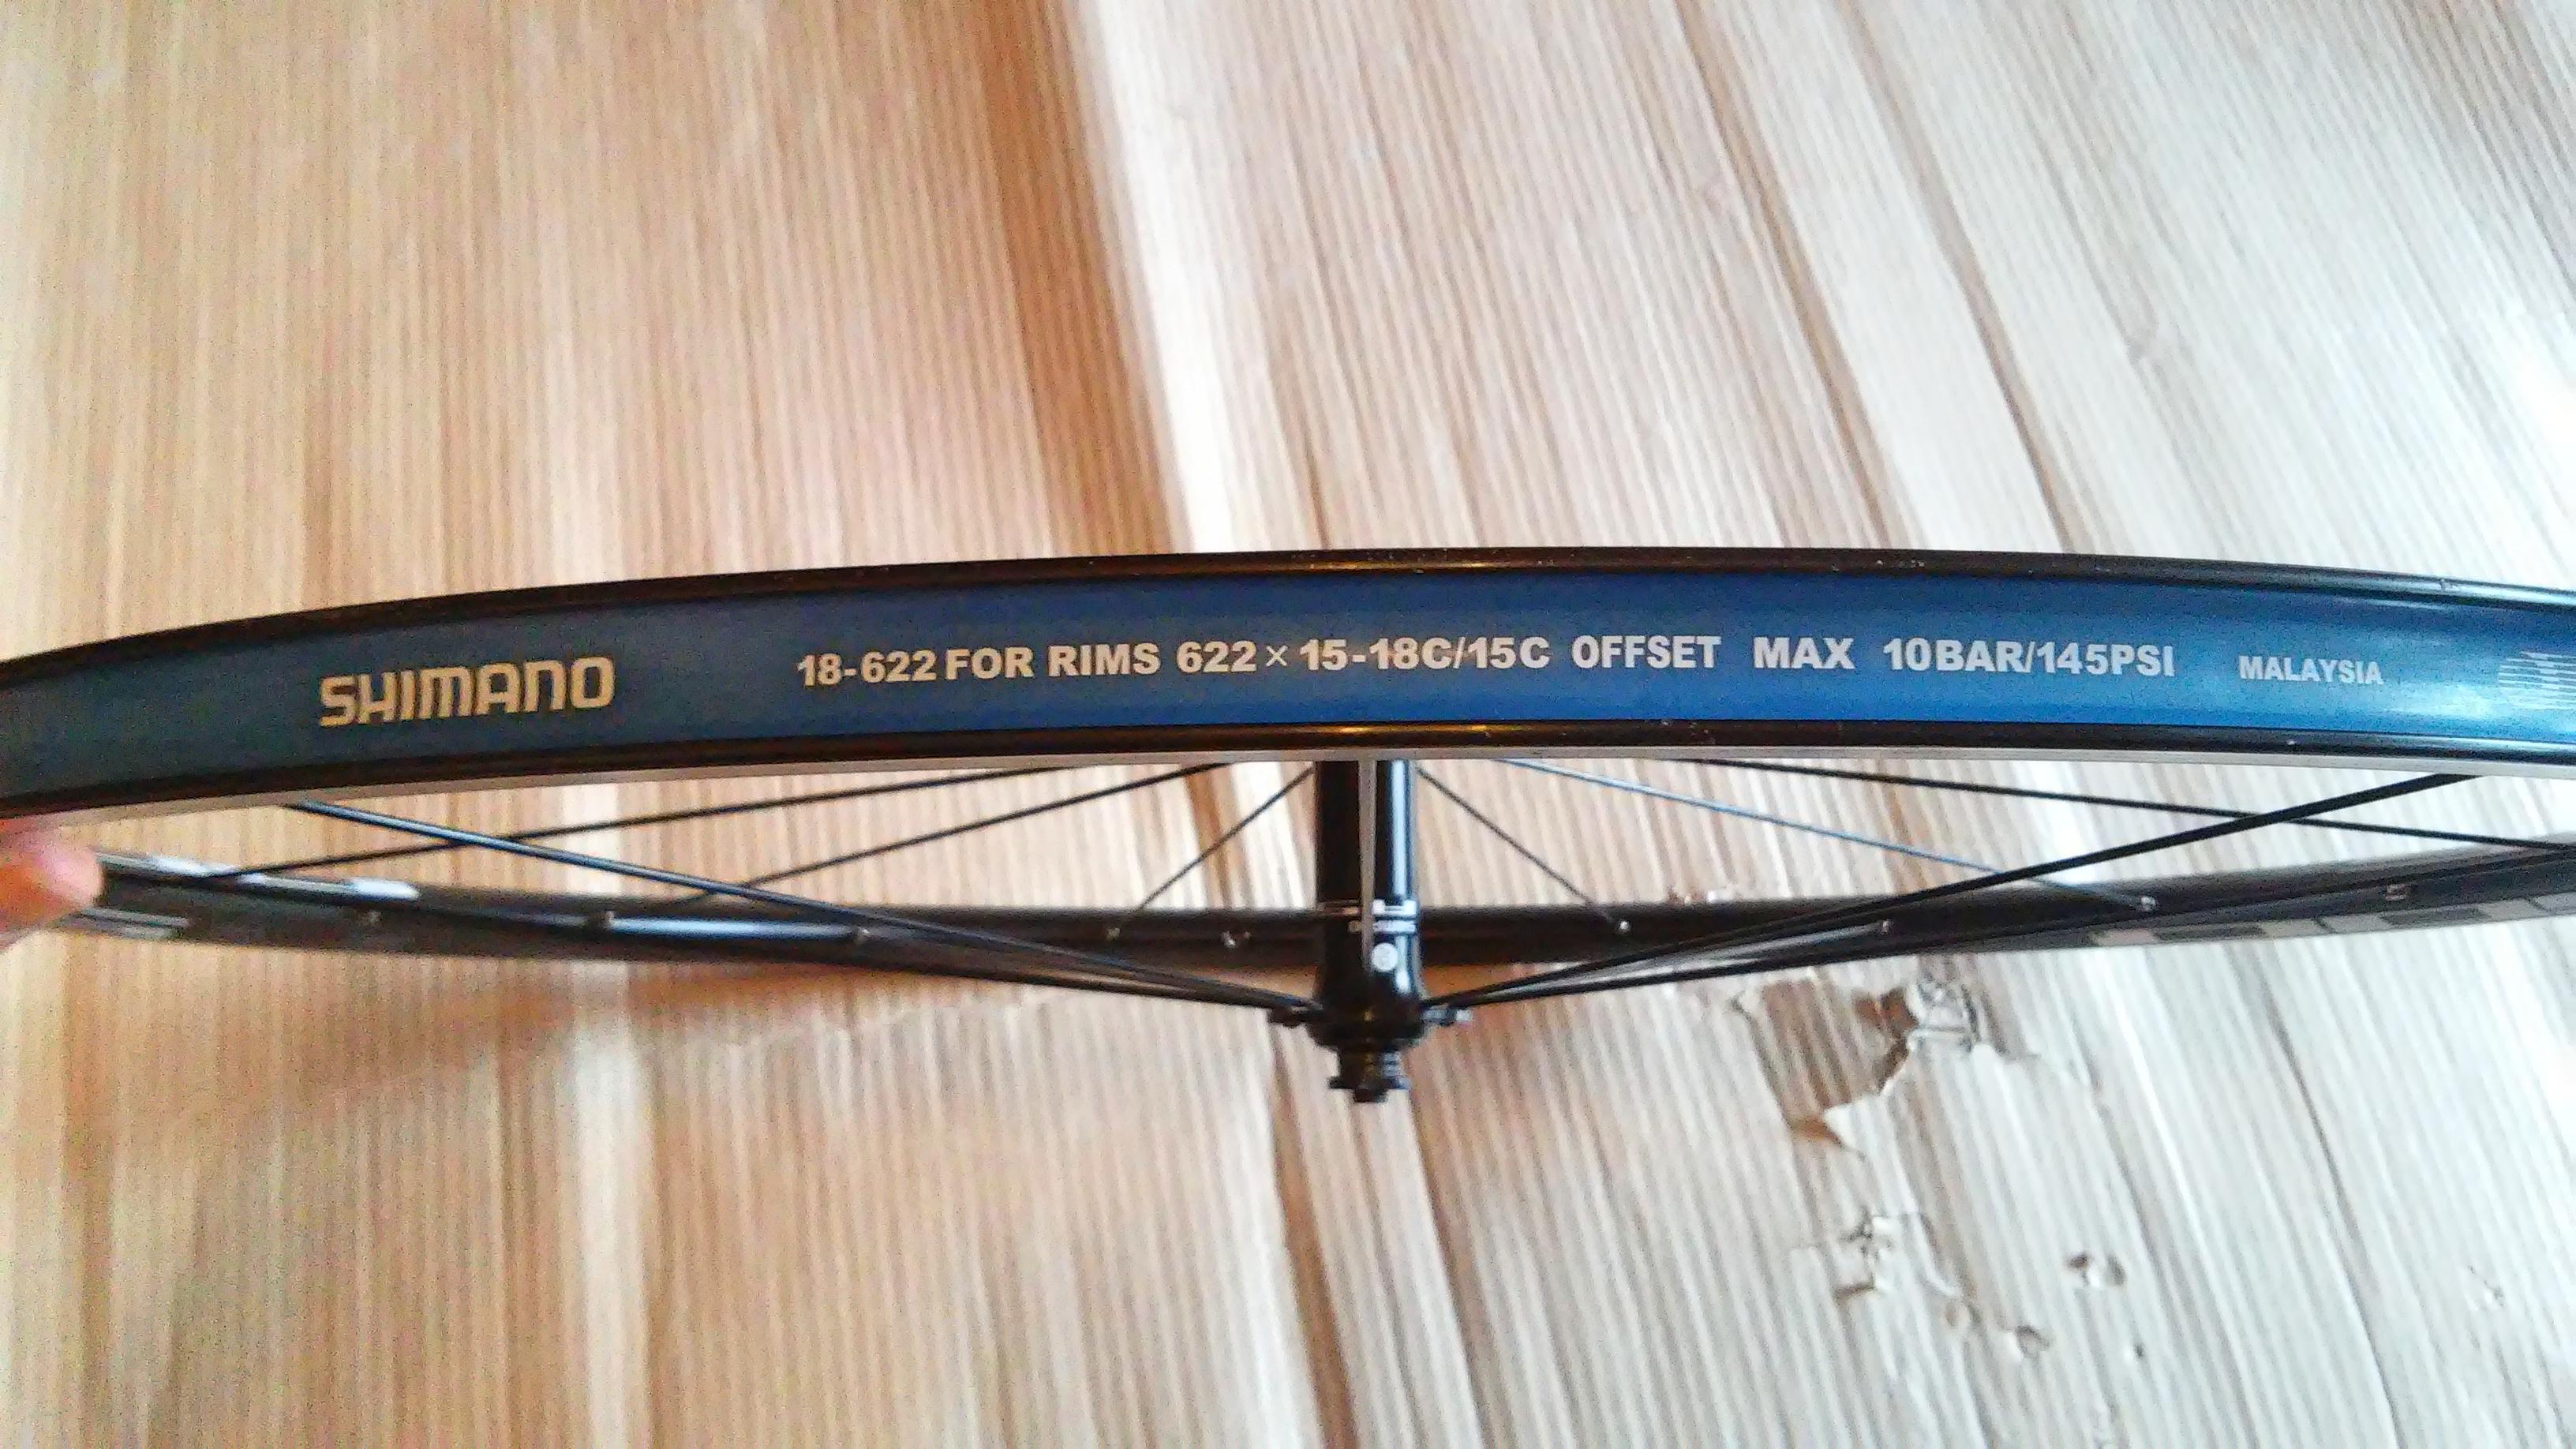 SHIMANO 18-622 FOR RIMS 622×15-18C/15C OFFSET MAX 10BAR/145PSI MALAYSIA